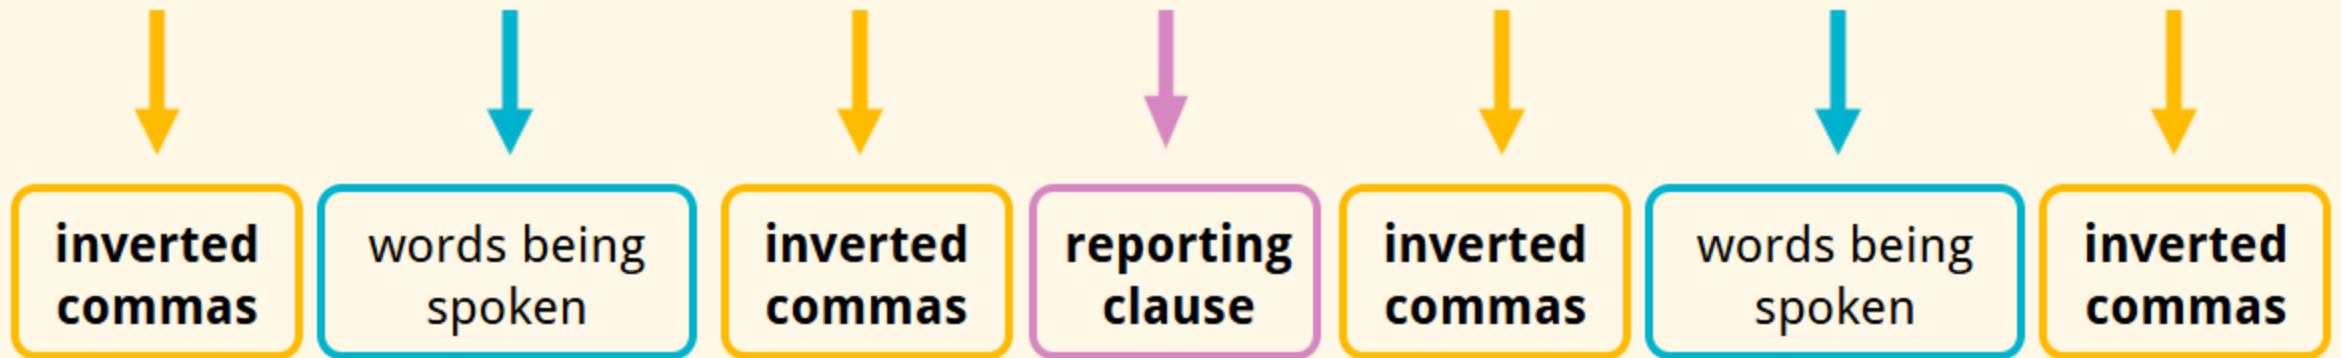 inverted commas
words being spoken
inverted commas
reporting clause
inverted commas
words being spoken
inverted commas